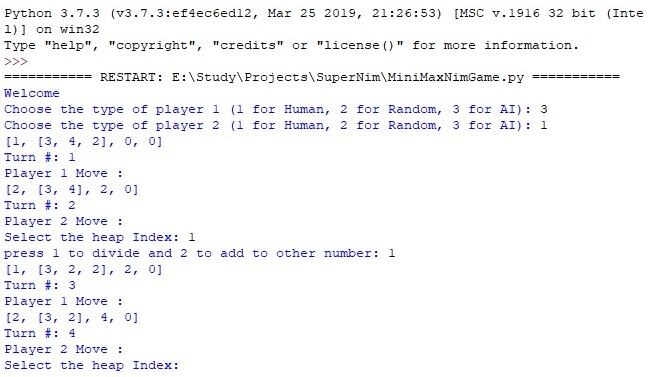 Python 3.7.3 (v3.7.3:ef4ec6ed12, Mar 25 2019, 21:26:53) [MSC v.1916 32 bit (Inte
l)] on win32
Type "help", "copyright", "credits" or "license()" for more information.
>>>
=========== RESTART: E:\Study\Projects\SuperNim\MiniMaxNimGame.py ===========
Welcome
Choose the type of player 1 (1 for Human, 2 for Random, 3 for AI): 3
Choose the type of player 2 (1 for Human, 2 for Random, 3 for AI): 1
[1, [3, 4, 2], 0, 0]
Turn #: 1
Player 1 Move :
[2, [3, 4], 2, 0]
Turn #: 2
Player 2 Move :
Select the heap Index: 1
press 1 to divide and 2 to add to other number: 1
[1, [3, 2, 2], 2, 0]
Turn #: 3
Player 1 Move :
[2, [3, 2], 4, 0]
Turn #: 4
Player 2 Move :
Select the heap Index: